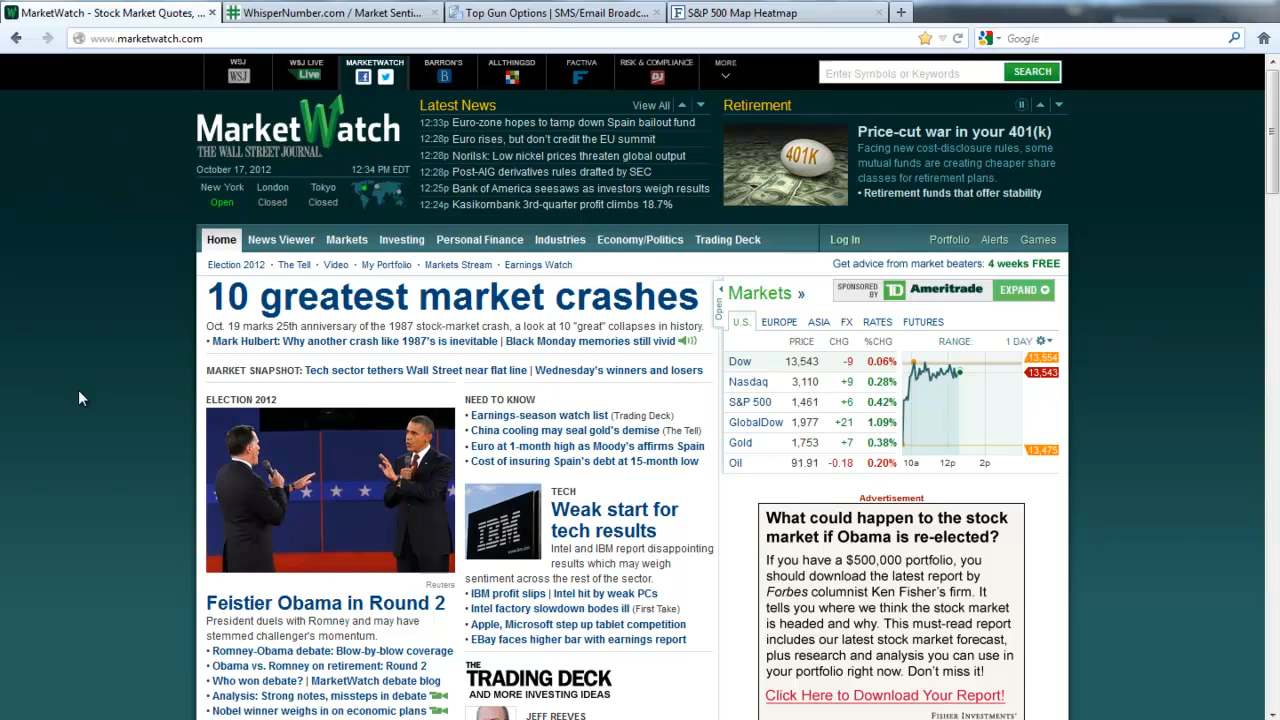 MarketWatch - Stock Market Quotes, ...
WhisperNumber.com / Market Senti...
Top Gun Options | SMS/Email Broadc...
S&P 500 Map Heatmap
www.marketwatch.com
Google
WSJ
WSJ LIVE
MARKETWATCH
BARRON'S
ALLTHINGSD
FACTIVA
RISK & COMPLIANCE
MORE
WSJ
Live
B
F
DJ
Enter Symbols or Keywords
SEARCH
MarketWatch
THE WALL STREET JOURNAL.
October 17, 2012
12:34 PM EDT
New York
London
Tokyo
Open
Closed
Closed
Latest News
View All
12:33p Euro-zone hopes to tamp down Spain bailout fund
12:28p Euro rises, but don't credit the EU summit
12:28p Norilsk: Low nickel prices threaten global output
12:28p Post-AIG derivatives rules drafted by SEC
12:25p Bank of America seesaws as investors weigh results
12:24p Kasikornbank 3rd-quarter profit climbs 18.7%
Retirement
401K
Price-cut war in your 401(k)
Facing new cost-disclosure rules, some
mutual funds are creating cheaper share
classes for retirement plans.
• Retirement funds that offer stability
Home
News Viewer
Markets
Investing
Personal Finance
Industries
Economy/Politics
Trading Deck
Log In
Portfolio
Alerts
Games
Election 2012 · The Tell · Video · My Portfolio · Markets Stream · Earnings Watch
Get advice from market beaters: 4 weeks FREE
10 greatest market crashes
Oct. 19 marks 25th anniversary of the 1987 stock-market crash, a look at 10 "great" collapses in history.
• Mark Hulbert: Why another crash like 1987's is inevitable | Black Monday memories still vivid
MARKET SNAPSHOT: Tech sector tethers Wall Street near flat line | Wednesday's winners and losers
ELECTION 2012
Reuters
Feistier Obama in Round 2
President duels with Romney and may have
stemmed challenger's momentum.
• Romney-Obama debate: Blow-by-blow coverage
• Obama vs. Romney on retirement: Round 2
• Who won debate? | MarketWatch debate blog
• Analysis: Strong notes, missteps in debate
• Nobel winner weighs in on economic plans
NEED TO KNOW
• Earnings-season watch list (Trading Deck)
• China cooling may seal gold's demise (The Tell)
• Euro at 1-month high as Moody's affirms Spain
• Cost of insuring Spain's debt at 15-month low
IBM
TECH
Weak start for
tech results
Intel and IBM report disappointing
results which may weigh
sentiment across the rest of the sector.
• IBM profit slips | Intel hit by weak PCs
• Intel factory slowdown bodes ill (First Take)
• Apple, Microsoft step up tablet competition
• EBay faces higher bar with earnings report
THE
TRADING DECK
AND MORE INVESTING IDEAS
JEFF REEVES
Open
Markets »
SPONSORED BY
TD Ameritrade
EXPAND
U.S.
EUROPE
ASIA
FX
RATES
FUTURES
PRICE CHG %CHG
RANGE: 1 DAY
Dow 13,543 -9 0.06%
Nasdaq 3,110 +9 0.28%
S&P 500 1,461 +6 0.42%
GlobalDow 1,977 +21 1.09%
Gold 1,753 +7 0.38%
Oil 91.91 -0.18 0.20%
13,554
13,543
13,475
10a 12p 2p
Advertisement
What could happen to the stock
market if Obama is re-elected?
If you have a $500,000 portfolio, you
should download the latest report by
Forbes columnist Ken Fisher's firm. It
tells you where we think the stock market
is headed and why. This must-read report
includes our latest stock market forecast,
plus research and analysis you can use in
your portfolio right now. Don't miss it!
Click Here to Download Your Report!
FISHER INVESTMENTS